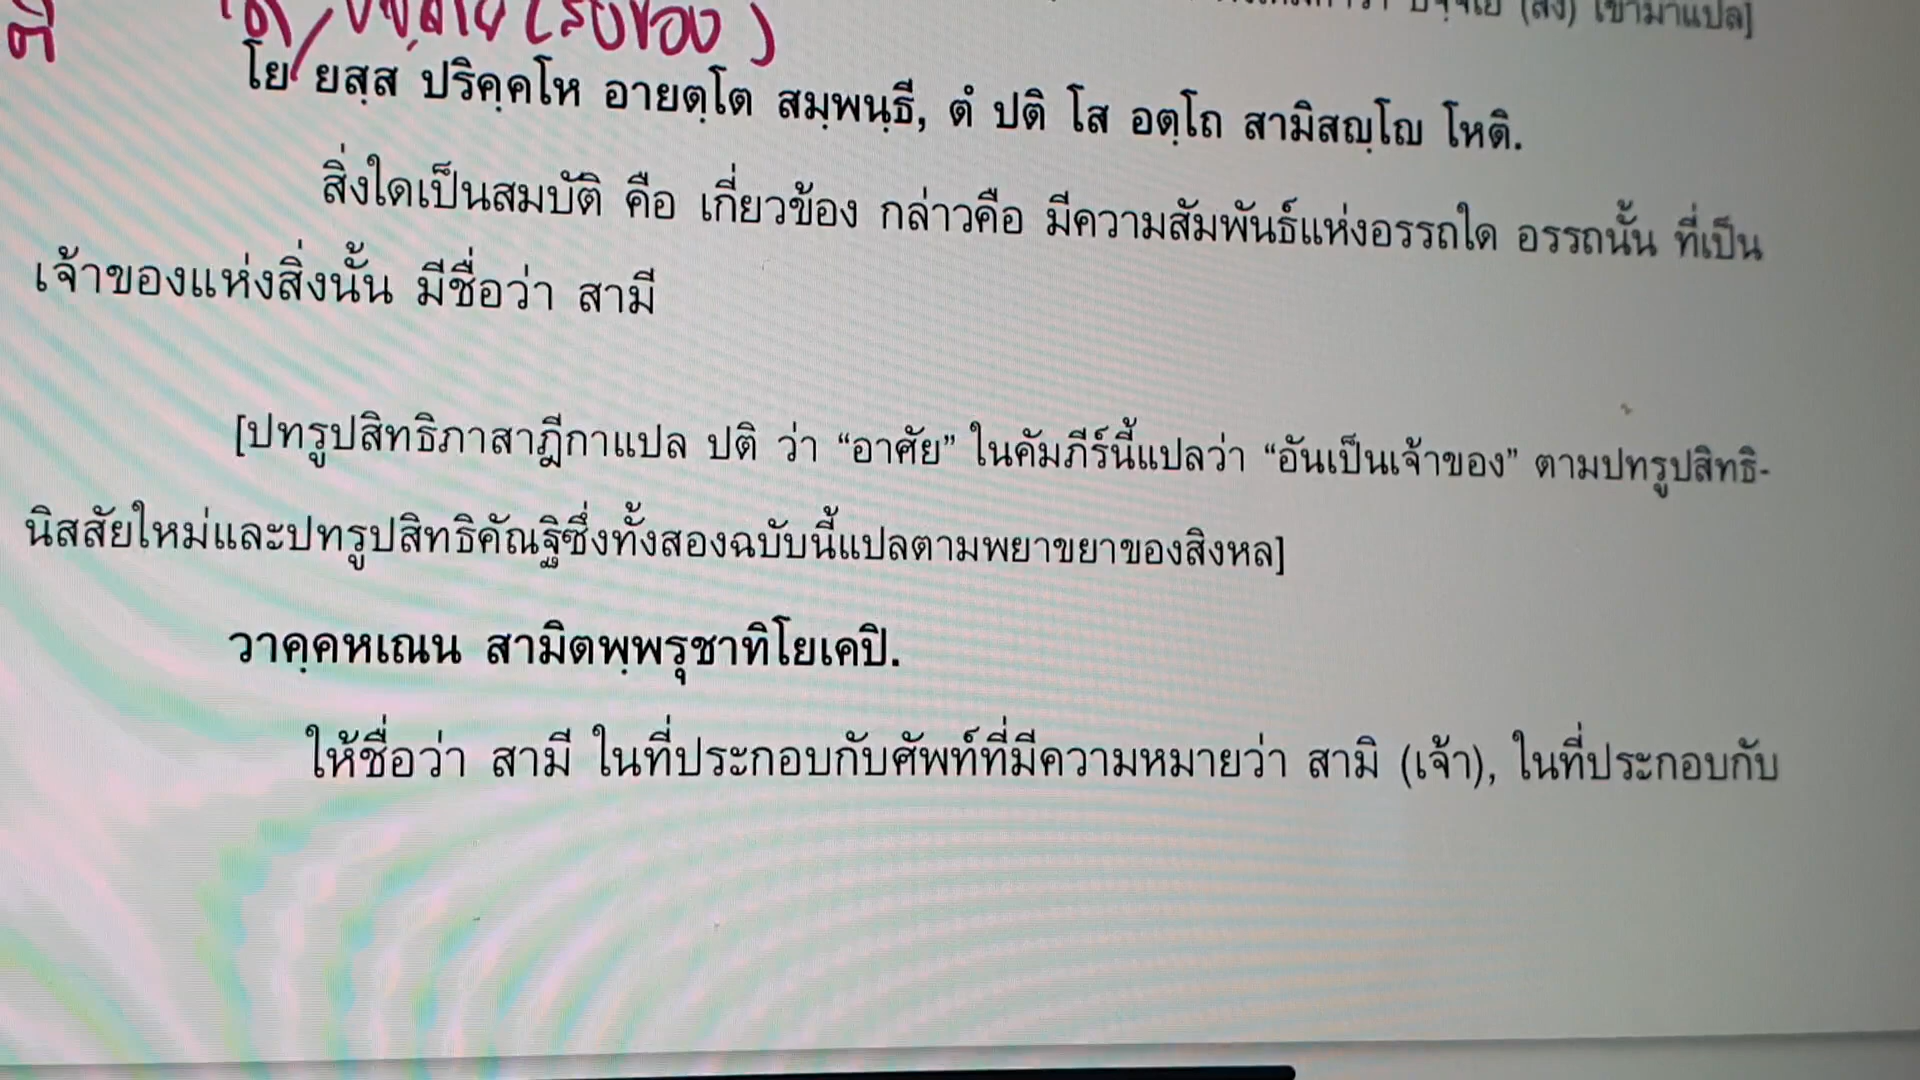 (สิ่ง) เข้ามาแปล]
(สิ่งของ)
โย ยสฺส ปริคฺคโห อายตฺโต สมฺพนฺธี, ตํ ปติ โส อตฺโถ สามิสญฺโญ โหติ.
สิ่งใดเป็นสมบัติ คือ เกี่ยวข้อง กล่าวคือ มีความสัมพันธ์แห่งอรรถใด อรรถนั้น ที่เป็น
เจ้าของแห่งสิ่งนั้น มีชื่อว่า สามี
[ปทรูปสิทธิภาสาฎีกาแปล ปติ ว่า “อาศัย” ในคัมภีร์นี้แปลว่า “อันเป็นเจ้าของ” ตามปทรูปสิทธิ-
นิสสัยใหม่และปทรูปสิทธิคัณฐิซึ่งทั้งสองฉบับนี้แปลตามพยาขยาของสิงหล]
วาคฺคหเณน สามิตพฺพรุชาทิโยเคปิ.
ให้ชื่อว่า สามี ในที่ประกอบกับศัพท์ที่มีความหมายว่า สามิ (เจ้า), ในที่ประกอบกับ